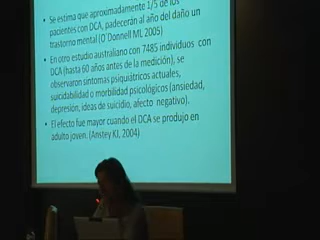 • Se estima que aproximadamente 1/5 de los
pacientes con DCA, padecerán al año del daño un
trastorno mental (O´Donnell ML 2005)
• En otro estudio australiano con 7485 individuos con
DCA (hasta 60 años antes de la medición), se
observaron síntomas psiquiátricos actuales,
suicidabilidad o morbilidad psicológicos (ansiedad,
depresión, ideas de suicidio, afecto negativo).
• El efecto fue mayor cuando el DCA se produjo en
adulto joven. (Anstey KJ, 2004)